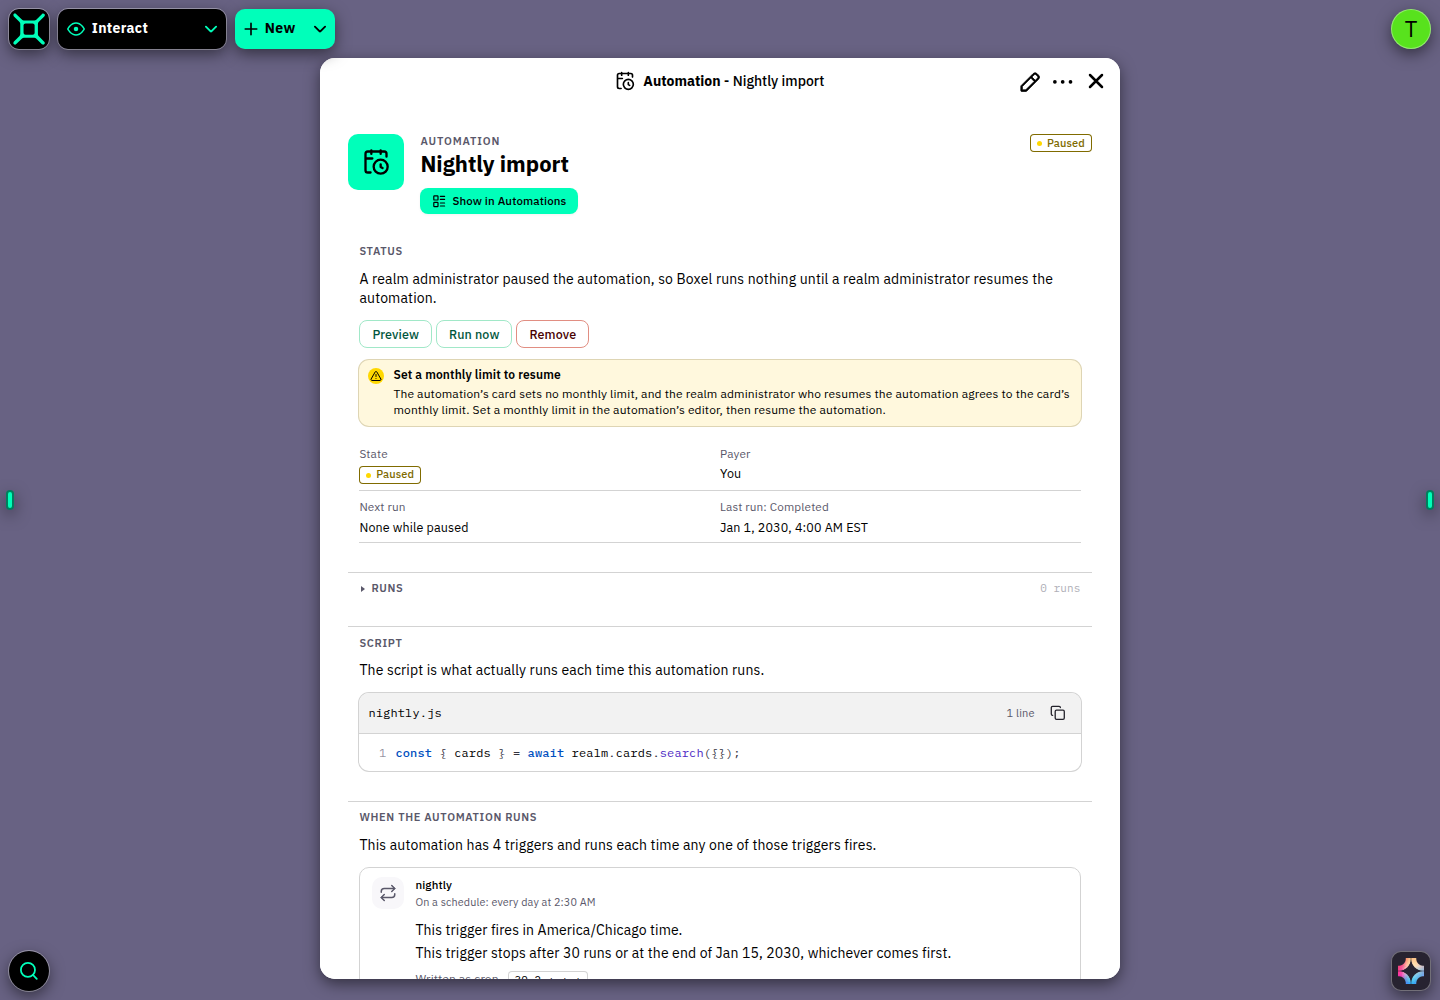 Interact
New
T
Automation - Nightly import
AUTOMATION
Paused
Nightly import
Show in Automations
STATUS
A realm administrator paused the automation, so Boxel runs nothing until a realm administrator resumes the
automation.
Preview
Run now
Remove
Set a monthly limit to resume
The automation's card sets no monthly limit, and the realm administrator who resumes the automation agrees to the card's
monthly limit. Set a monthly limit in the automation's editor, then resume the automation.
State
Payer
Paused
You
Next run
Last run: Completed
None while paused
Jan 1, 2030, 4:00 AM EST
RUNS
0 runs
SCRIPT
The script is what actually runs each time this automation runs.
nightly.js
1 line
1 const { cards } = await realm.cards.search({});
WHEN THE AUTOMATION RUNS
This automation has 4 triggers and runs each time any one of those triggers fires.
nightly
On a schedule: every day at 2:30 AM
This trigger fires in America/Chicago time.
This trigger stops after 30 runs or at the end of Jan 15, 2030, whichever comes first.
Written as cron